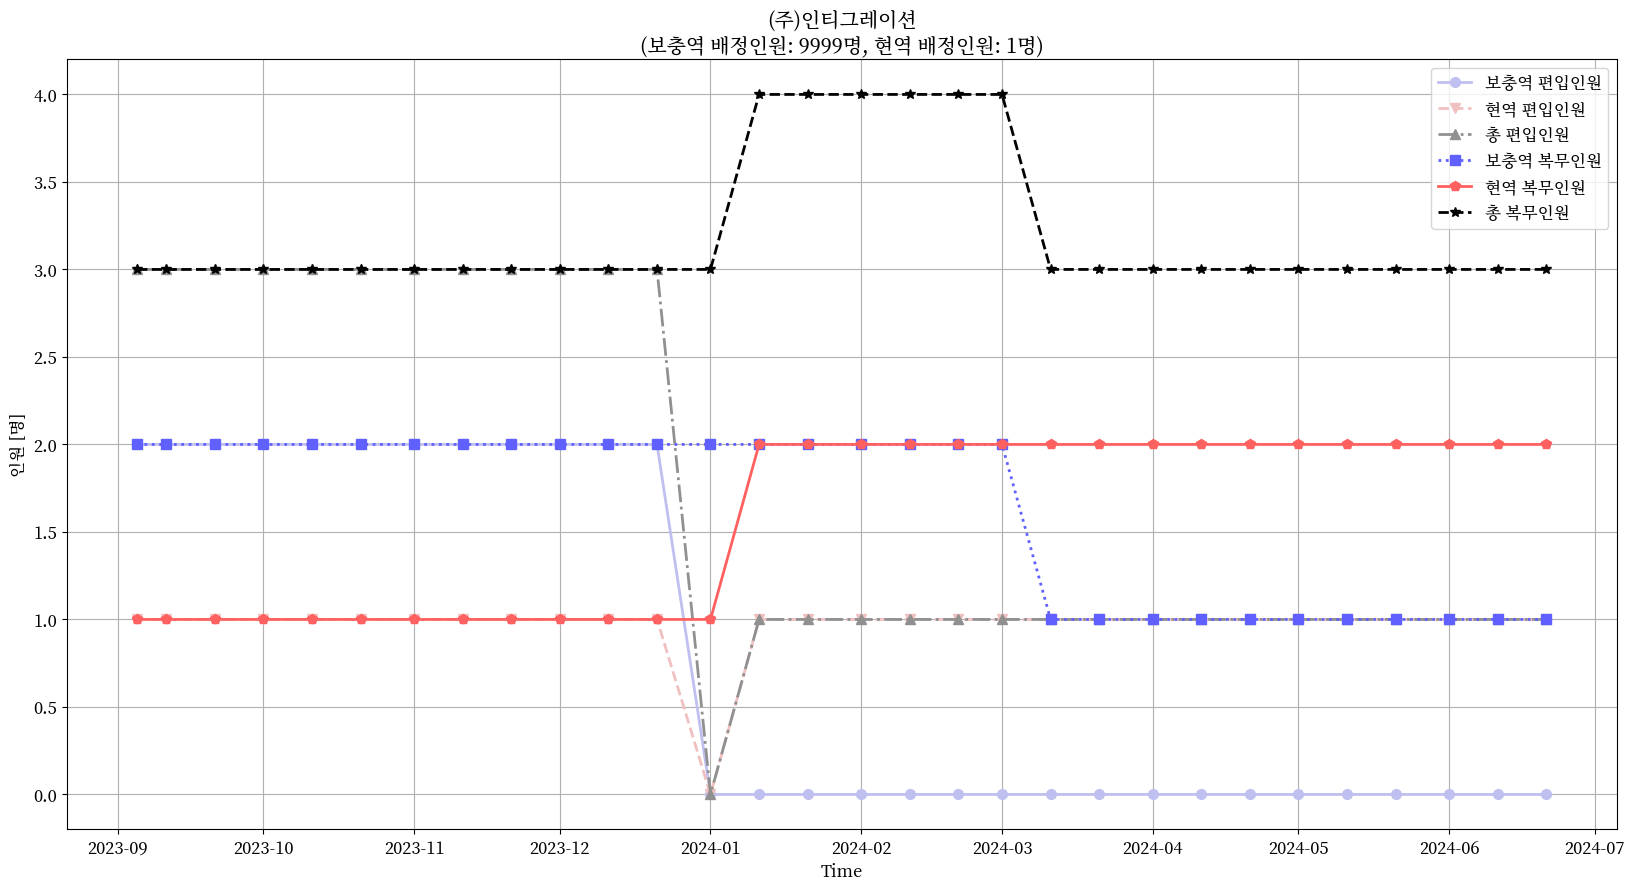 (주)인티그레이션
(보충역 배정인원: 9999명, 현역 배정인원: 1명)
보충역 편입인원
현역 편입인원
총 편입인원
보충역 복무인원
현역 복무인원
총 복무인원
인원 [명]
4.0
3.5
3.0
2.5
2.0
1.5
1.0
0.5
0.0
2023-09 2023-10 2023-11 2023-12 2024-01 2024-02 2024-03 2024-04 2024-05 2024-06 2024-07
Time